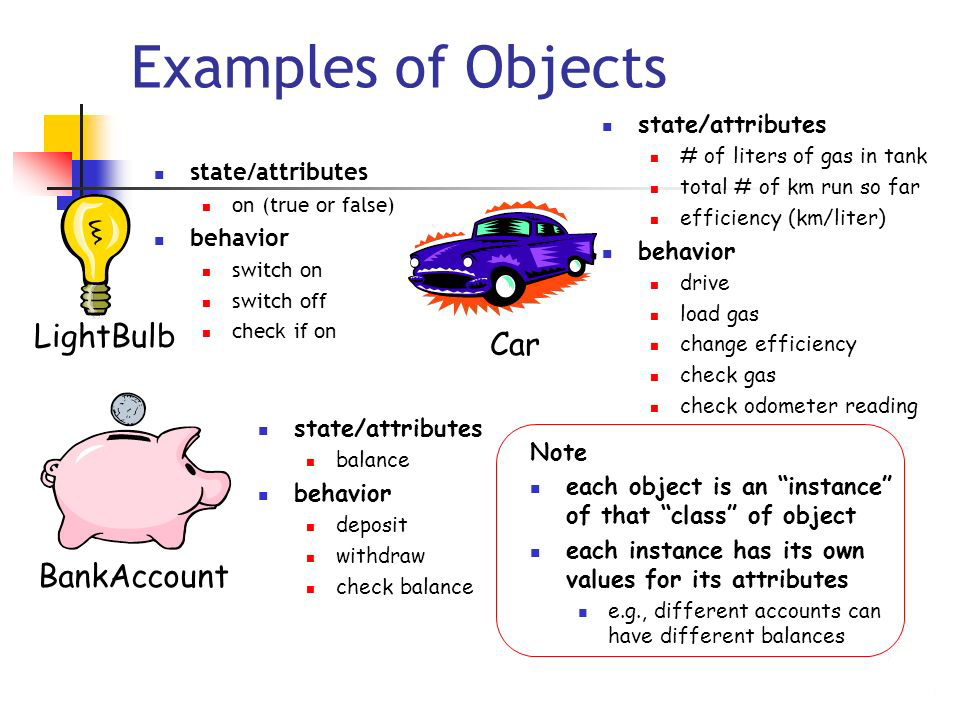 Examples of Objects
state/attributes
on (true or false)
behavior
switch on
switch off
check if on
LightBulb
state/attributes
# of liters of gas in tank
total # of km run so far
efficiency (km/liter)
behavior
drive
load gas
change efficiency
check gas
check odometer reading
Car
state/attributes
balance
behavior
deposit
withdraw
check balance
BankAccount
Note
each object is an “instance”
of that “class” of object
each instance has its own
values for its attributes
e.g., different accounts can
have different balances